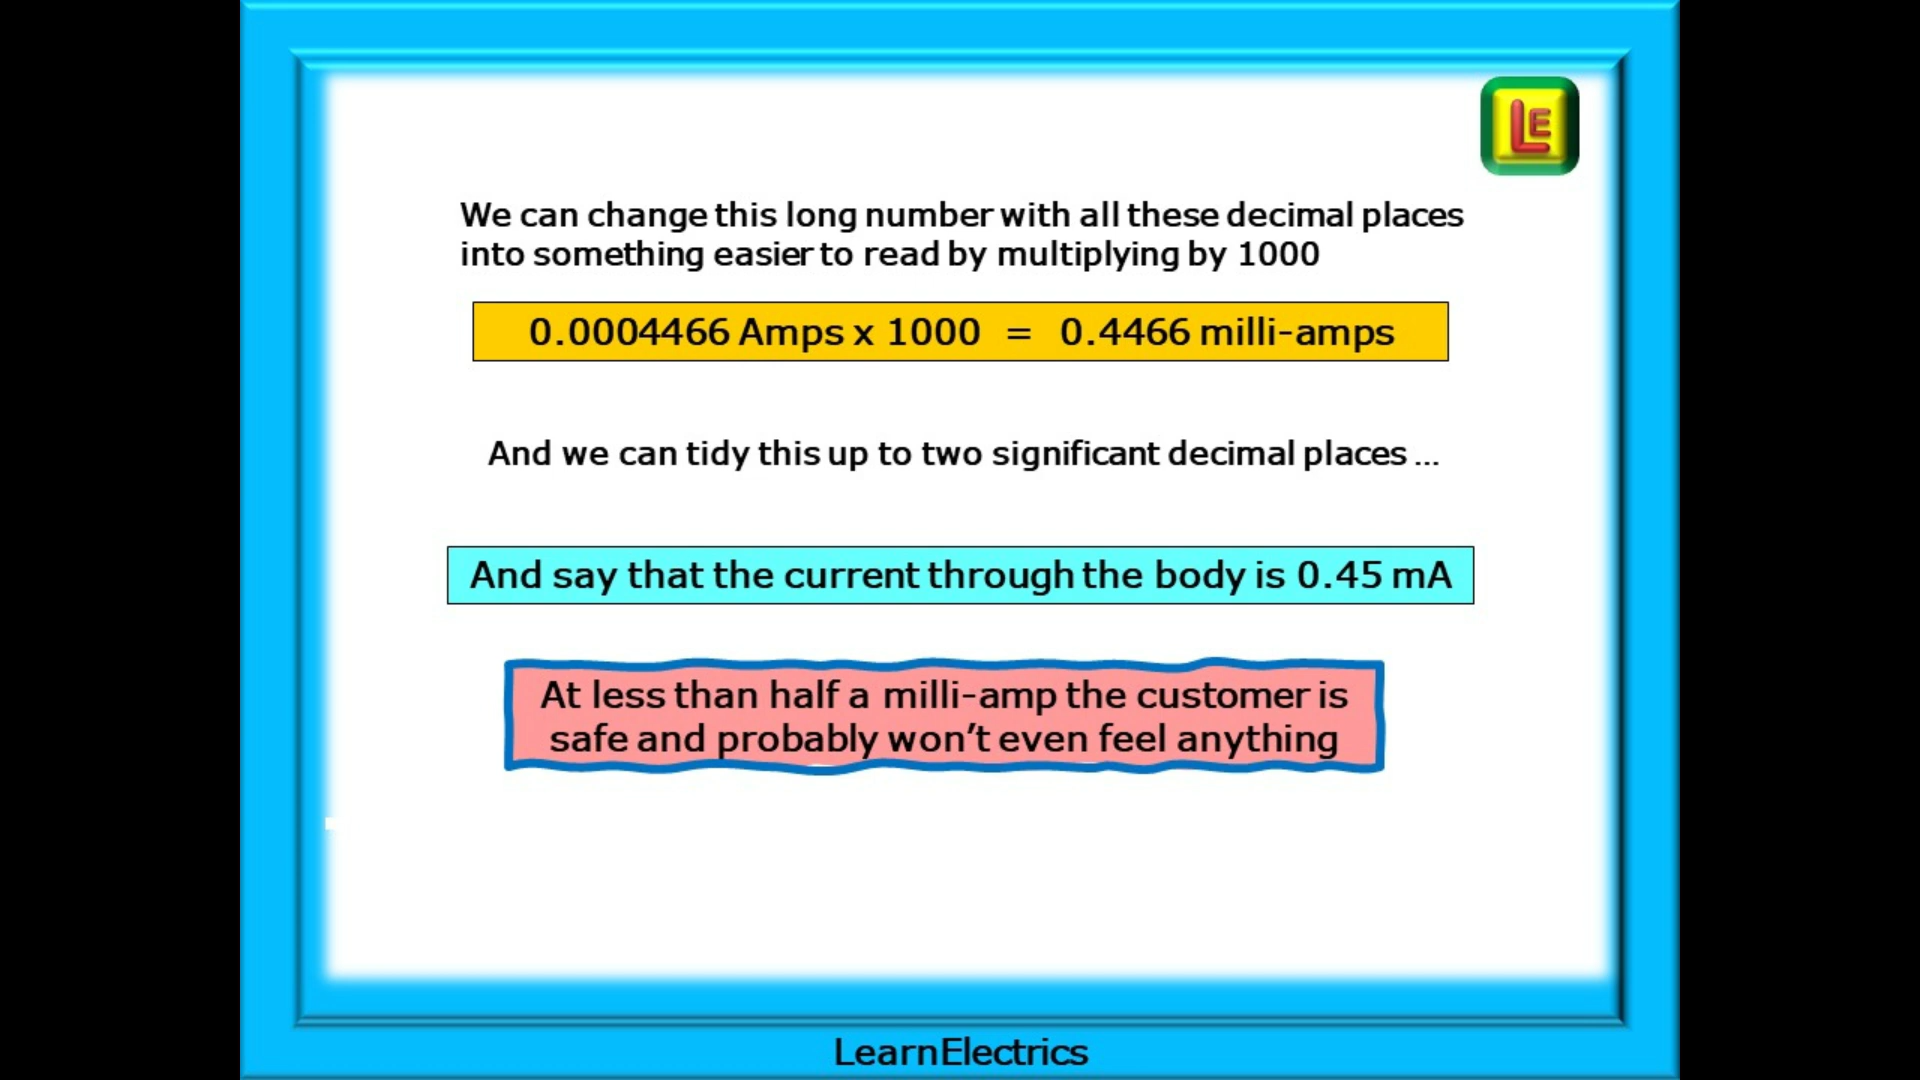 LE
We can change this long number with all these decimal places
into something easier to read by multiplying by 1000
0.0004466 Amps x 1000 = 0.4466 milli-amps
And we can tidy this up to two significant decimal places ...
And say that the current through the body is 0.45 mA
At less than half a milli-amp the customer is
safe and probably won’t even feel anything
LearnElectrics